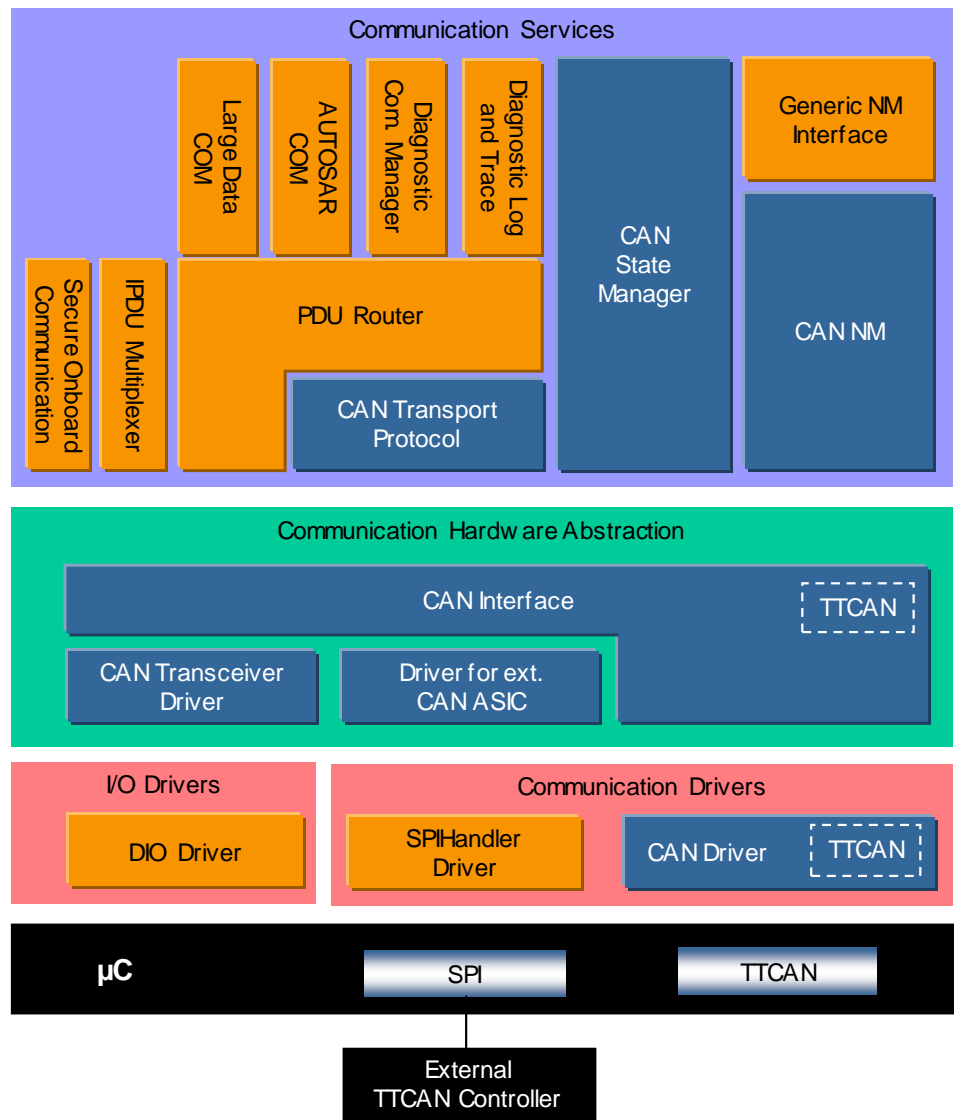 Communication Services
Large Data
COM
AUTOSAR
COM
Diagnostic
Com. Manager
Diagnostic Log
and Trace
CAN
State
Manager
Generic NM
Interface
CAN NM
Secure Onboard
Communication
IPDU Multiplexer
PDU Router
CAN Transport
Protocol
Communication Hardware Abstraction
CAN Interface
TTCAN
CAN Transceiver
Driver
Driver for ext.
CAN ASIC
I/O Drivers
DIO Driver
Communication Drivers
SPIHandler
Driver
CAN Driver
TTCAN
µC
SPI
TTCAN
External
TTCAN Controller